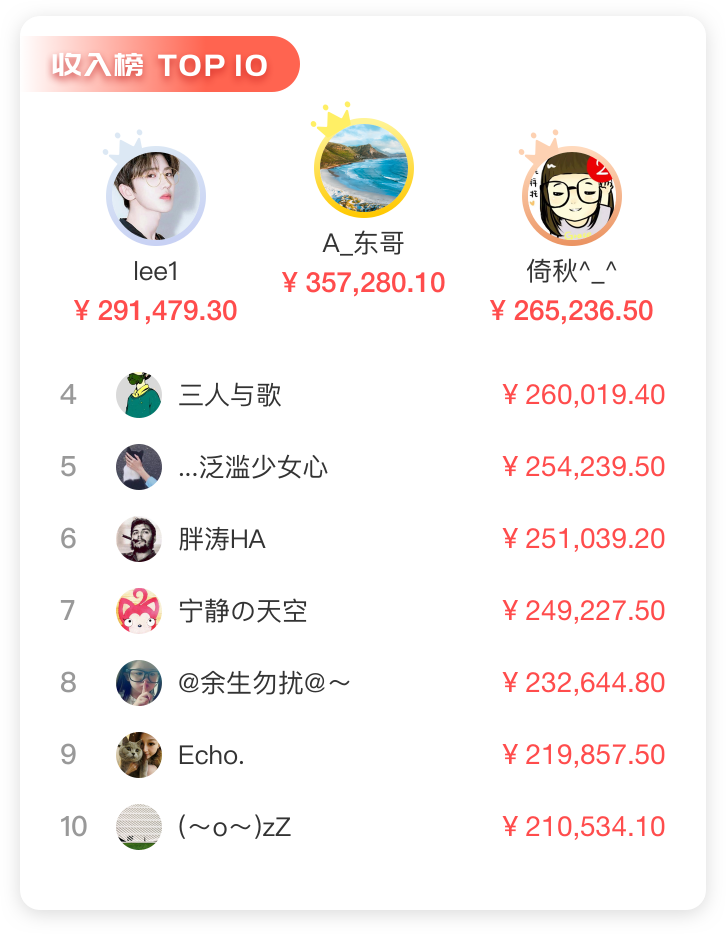 收入榜 TOP 10
A_东哥
¥ 357,280.10
lee1
¥ 291,479.30
2
倚秋^_^
¥ 265,236.50
4 三人与歌 ¥ 260,019.40
5 ...泛滥少女心 ¥ 254,239.50
6 胖涛HA ¥ 251,039.20
7 宁静の天空 ¥ 249,227.50
8 @余生勿扰@～ ¥ 232,644.80
9 Echo. ¥ 219,857.50
10 (～o～)zZ ¥ 210,534.10